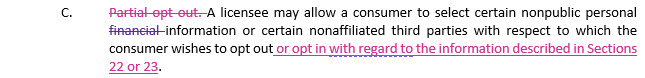 C. Partial opt out. A licensee may allow a consumer to select certain nonpublic personal
financial information or certain nonaffiliated third parties with respect to which the
consumer wishes to opt out or opt in with regard to the information described in Sections
22 or 23.